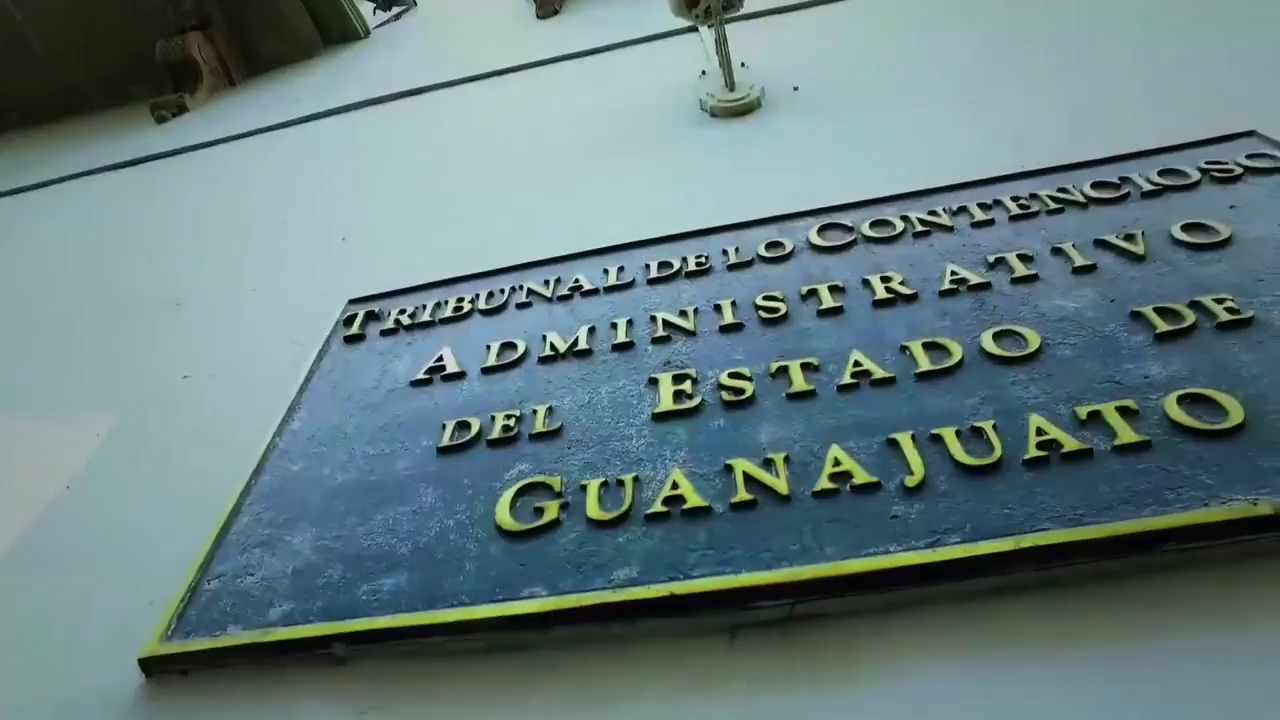 TRIBUNAL DE LO CONTENCIOSO
ADMINISTRATIVO
DEL ESTADO DE
GUANAJUATO